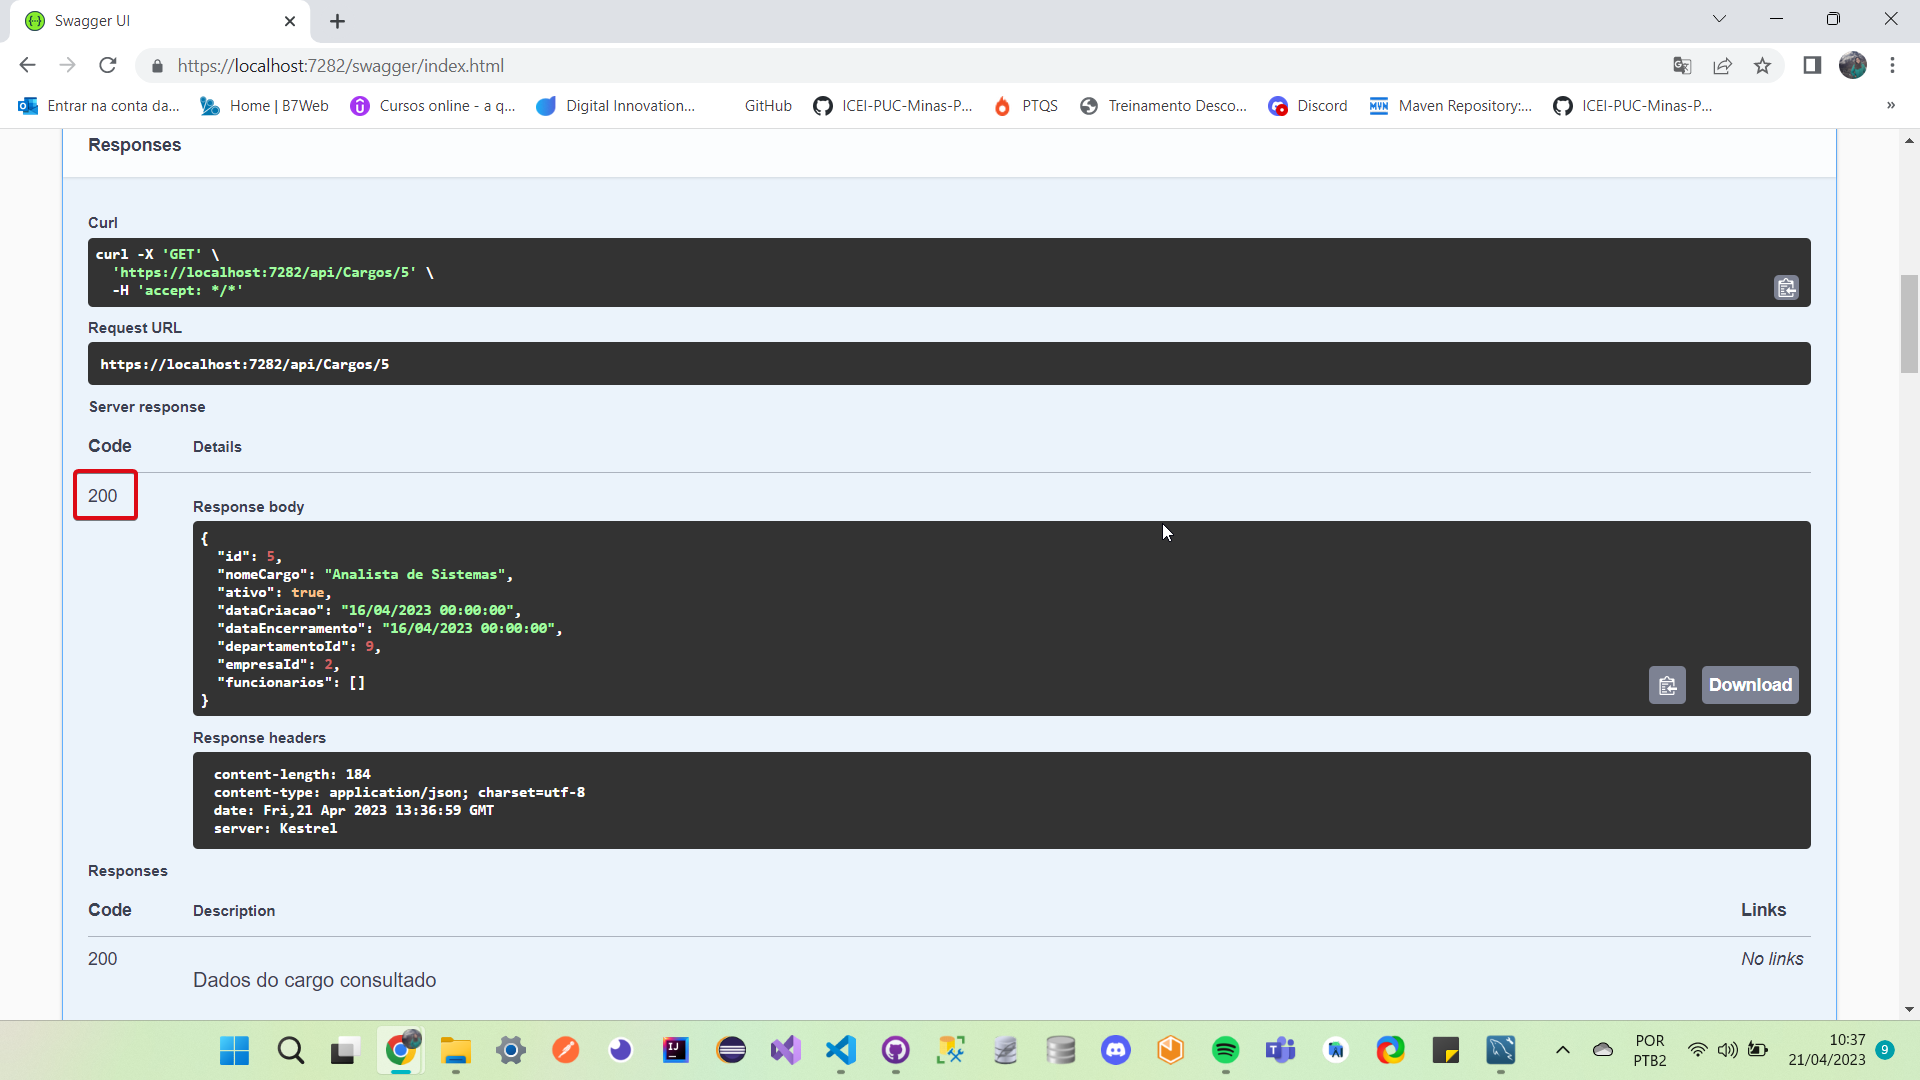 Swagger UI
https://localhost:7282/swagger/index.html
Entrar na conta da...
Home | B7Web
Cursos online - a q...
Digital Innovation...
GitHub
ICEI-PUC-Minas-P...
PTQS
Treinamento Desco...
Discord
MVN
Maven Repository:...
ICEI-PUC-Minas-P...
»
Responses
Curl
curl -X 'GET' \
'https://localhost:7282/api/Cargos/5' \
-H 'accept: */*'
Request URL
https://localhost:7282/api/Cargos/5
Server response
Code Details
200
Response body
{
"id": 5,
"nomeCargo": "Analista de Sistemas",
"ativo": true,
"dataCriacao": "16/04/2023 00:00:00",
"dataEncerramento": "16/04/2023 00:00:00",
"departamentoId": 9,
"empresaId": 2,
"funcionarios": []
}
Download
Response headers
content-length: 184
content-type: application/json; charset=utf-8
date: Fri,21 Apr 2023 13:36:59 GMT
server: Kestrel
Responses
Code Description Links
200 No links
Dados do cargo consultado
POR
PTB2
10:37
21/04/2023
9